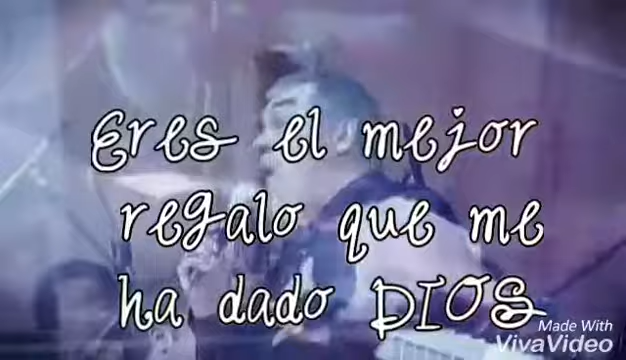 Eres el mejor
regalo que me
ha dado DIOS
Made With
VivaVideo